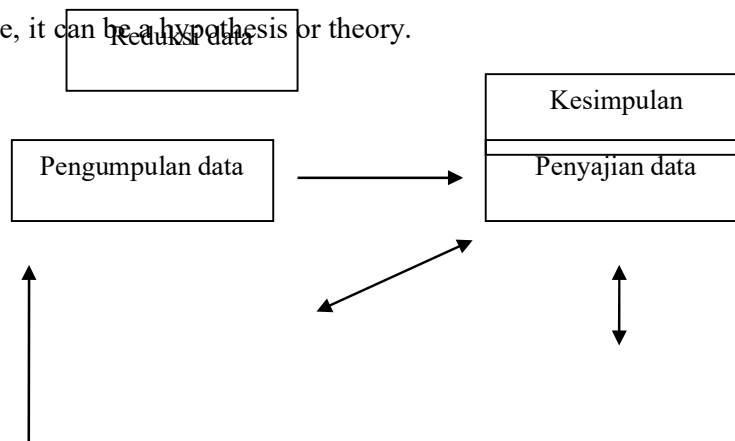 e, it can be a hypothesis or theory.
Reduksi data
Kesimpulan
Pengumpulan data
Penyajian data